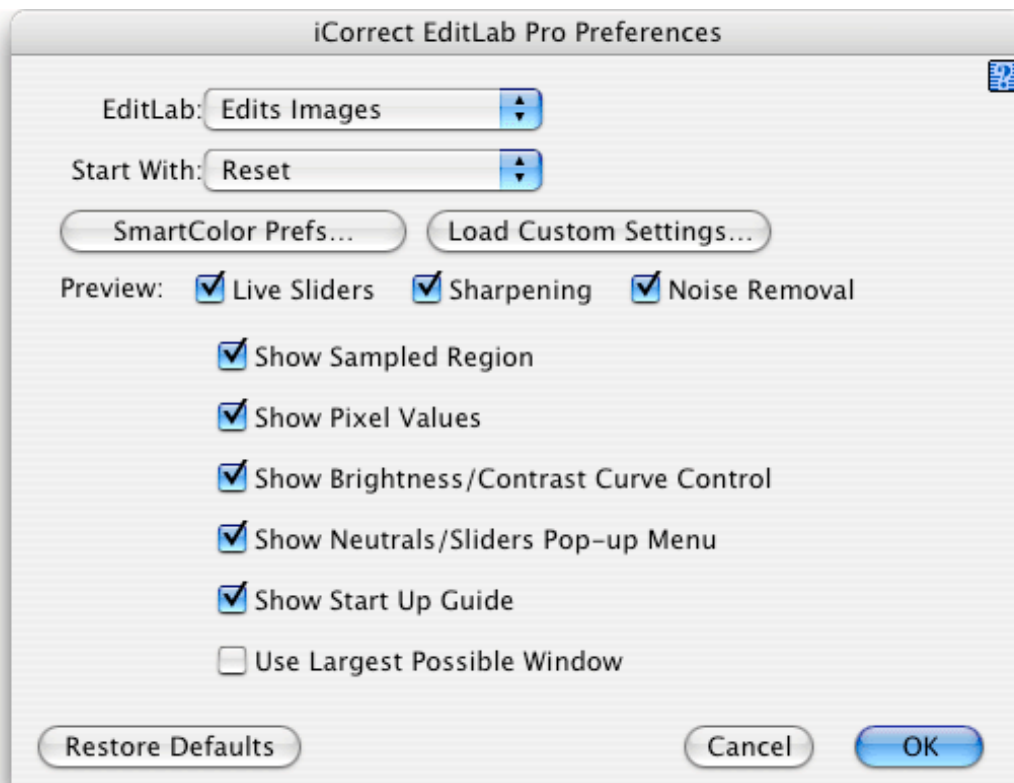 iCorrect EditLab Pro Preferences
EditLab: Edits Images
Start With: Reset
SmartColor Prefs... Load Custom Settings...
Preview: Live Sliders Sharpening Noise Removal
Show Sampled Region
Show Pixel Values
Show Brightness/Contrast Curve Control
Show Neutrals/Sliders Pop-up Menu
Show Start Up Guide
Use Largest Possible Window
Restore Defaults Cancel OK